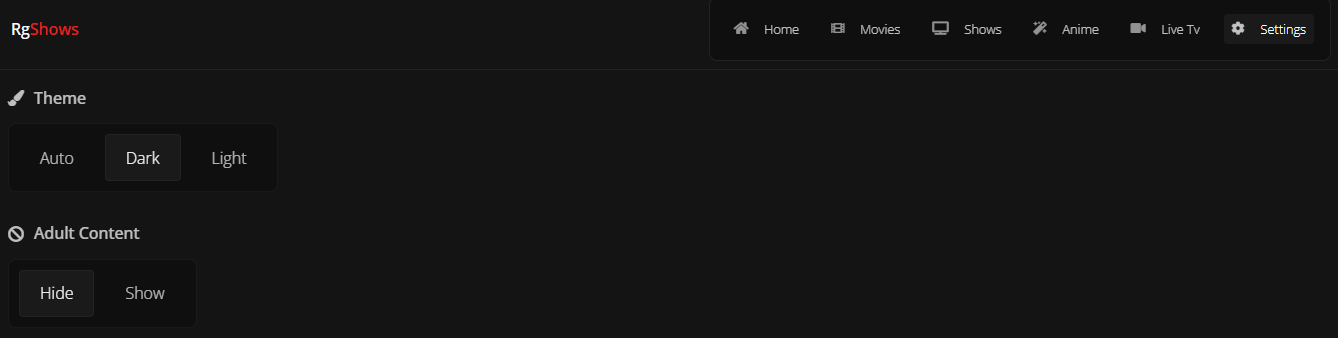 RgShows
Home Movies Shows Anime Live Tv Settings
Theme
Auto Dark Light
Adult Content
Hide Show